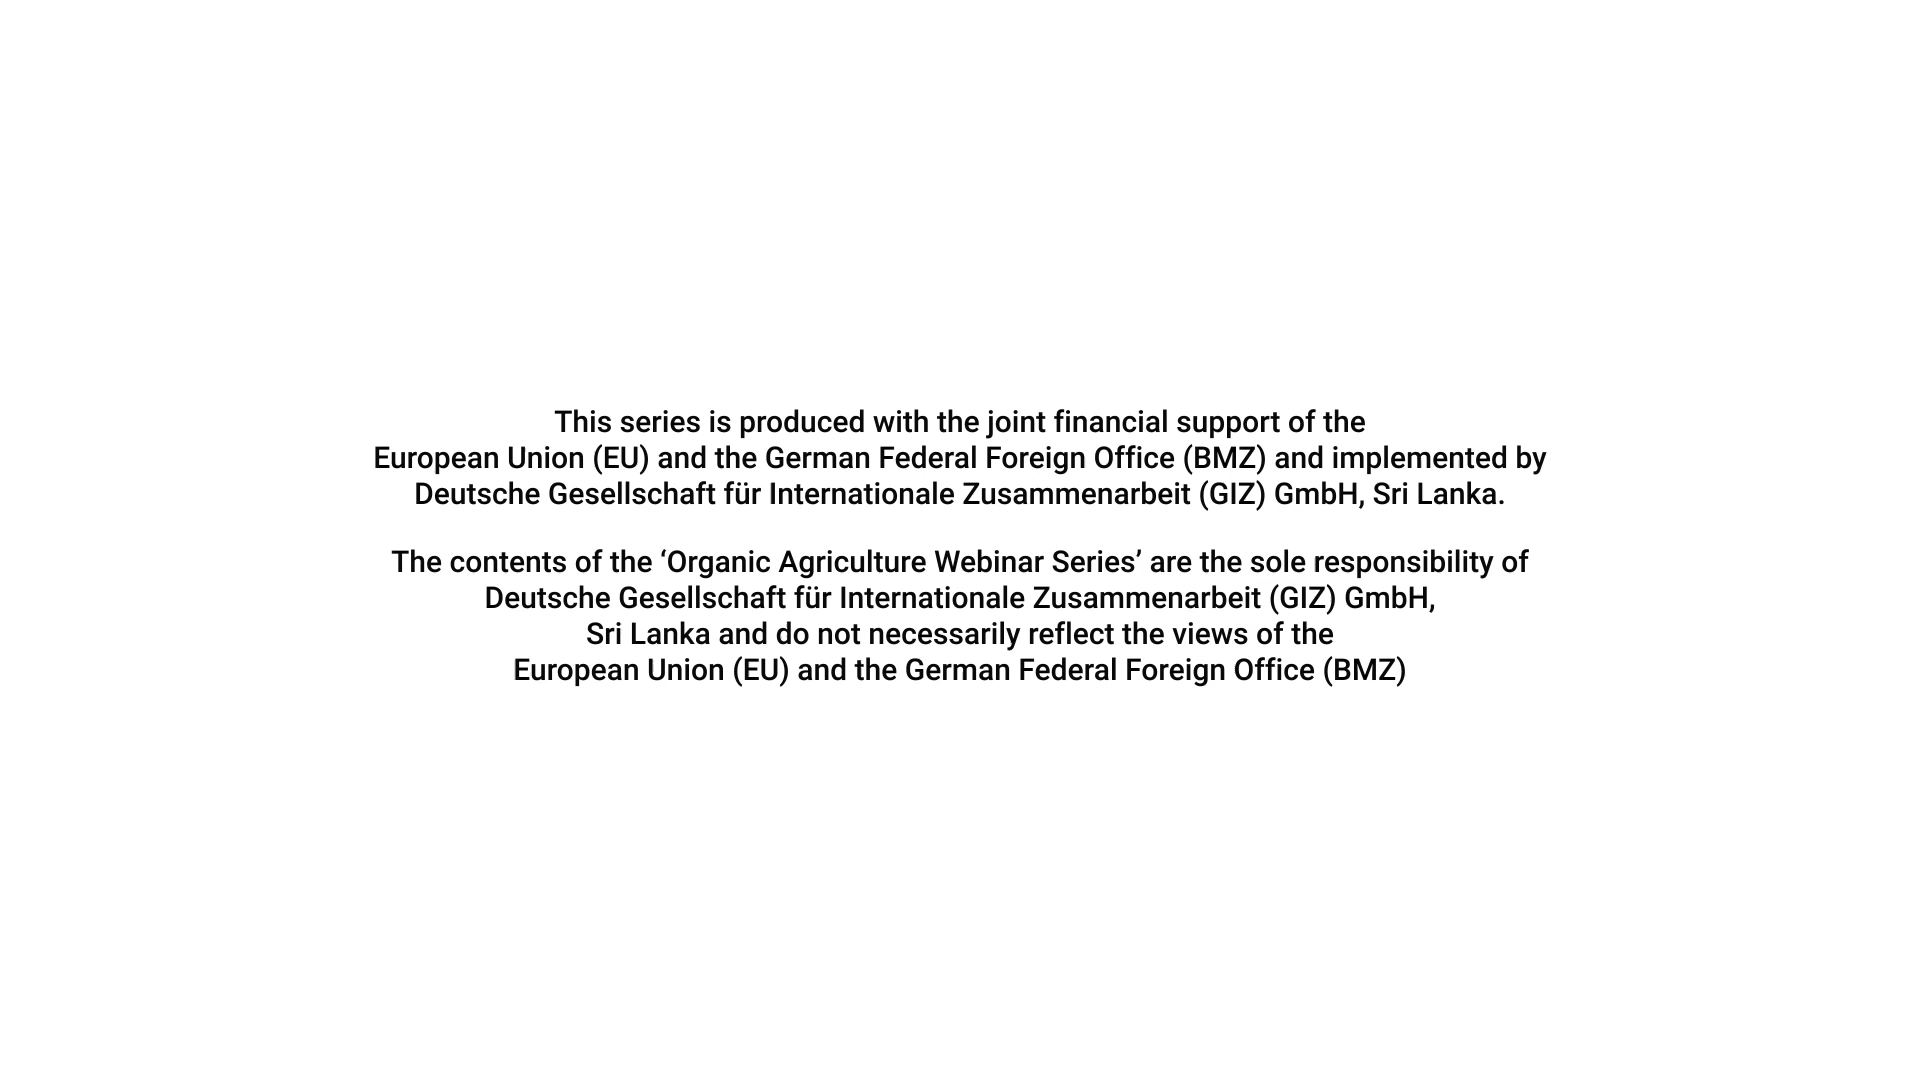 This series is produced with the joint financial support of the
European Union (EU) and the German Federal Foreign Office (BMZ) and implemented by
Deutsche Gesellschaft für Internationale Zusammenarbeit (GIZ) GmbH, Sri Lanka.
The contents of the ‘Organic Agriculture Webinar Series’ are the sole responsibility of
Deutsche Gesellschaft für Internationale Zusammenarbeit (GIZ) GmbH,
Sri Lanka and do not necessarily reflect the views of the
European Union (EU) and the German Federal Foreign Office (BMZ)